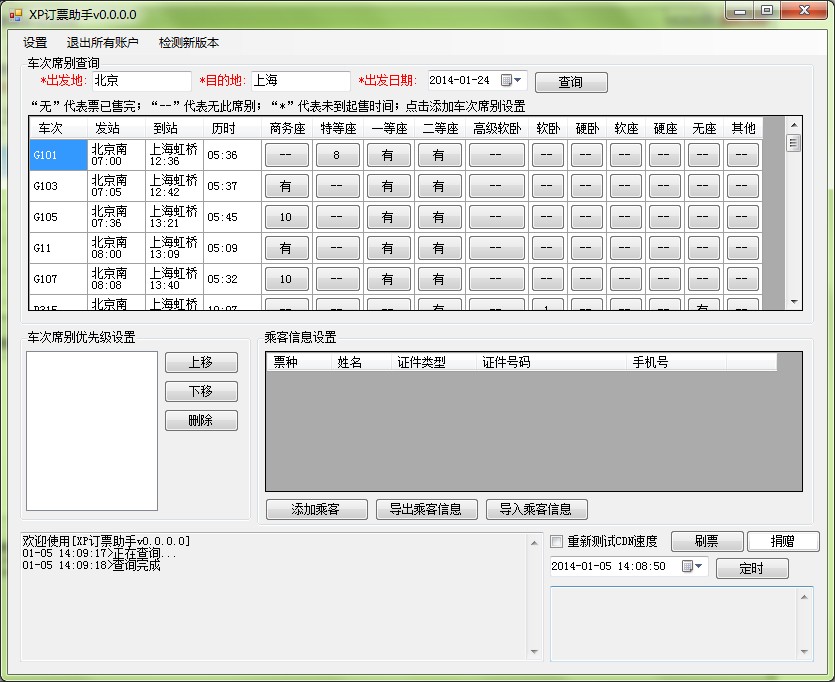 XP订票助手v0.0.0.0
设置 退出所有账户 检测新版本
车次席别查询
*出发地: 北京 *目的地: 上海 *出发日期: 2014-01-24 查询
“无”代表票已售完；“--”代表无此席别；“*”代表未到起售时间；点击添加车次席别设置
车次 发站 到站 历时 商务座 特等座 一等座 二等座 高级软卧 软卧 硬卧 软座 硬座 无座 其他
G101 北京南 07:00 上海虹桥 12:36 05:36 -- 8 有 有 -- -- -- -- -- -- --
G103 北京南 07:05 上海虹桥 12:42 05:37 有 -- 有 有 -- -- -- -- -- -- --
G105 北京南 07:36 上海虹桥 13:21 05:45 10 -- 有 有 -- -- -- -- -- -- --
G11 北京南 08:00 上海虹桥 13:09 05:09 有 -- 有 有 -- -- -- -- -- -- --
G107 北京南 08:08 上海虹桥 13:40 05:32 10 -- 有 有 -- -- -- -- -- -- --
北京南 上海虹桥 -- -- -- 有 -- 1 -- -- -- 有 --
车次席别优先级设置
上移
下移
删除
乘客信息设置
票种 姓名 证件类型 证件号码 手机号
添加乘客 导出乘客信息 导入乘客信息
欢迎使用[XP订票助手v0.0.0.0]
01-05 14:09:17>正在查询...
01-05 14:09:18>查询完成
重新测试CDN速度 刷票 捐赠
2014-01-05 14:08:50 定时